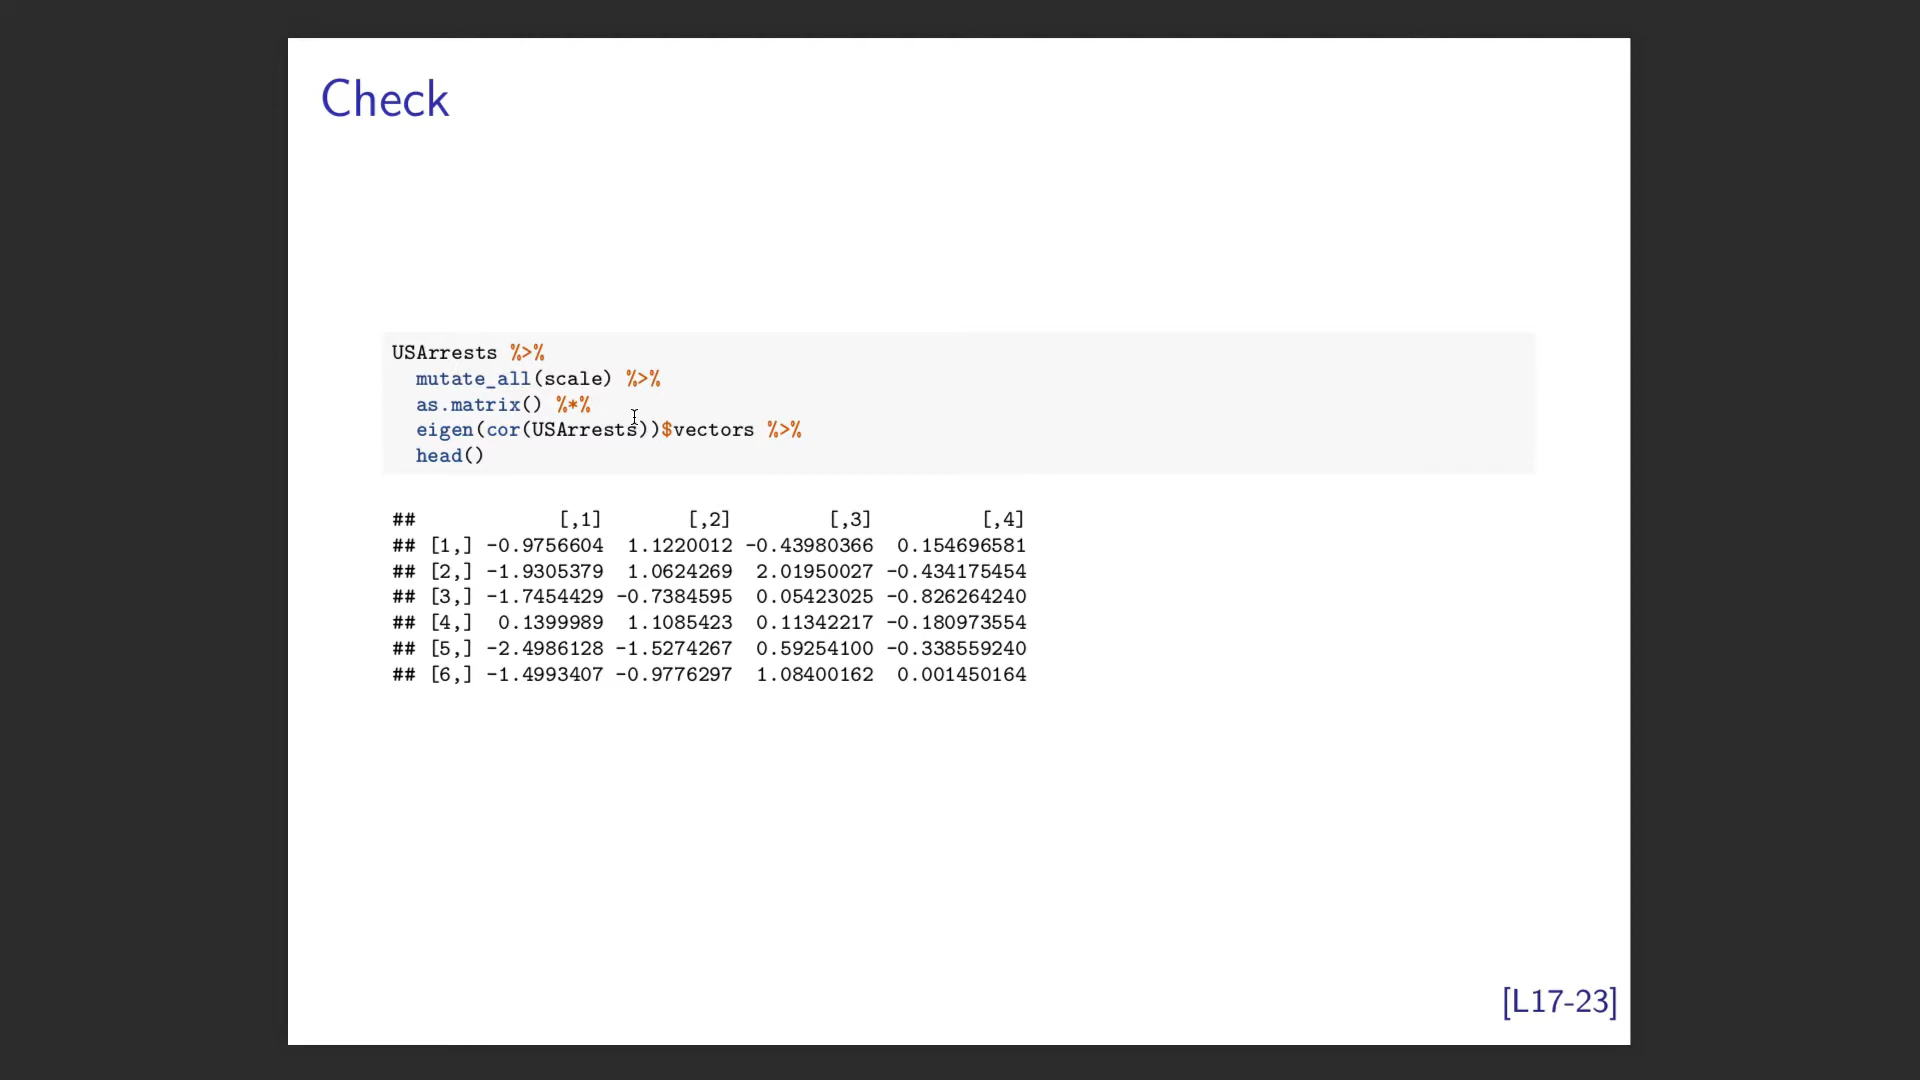 Check
USArrests %>%
  mutate_all(scale) %>%
  as.matrix() %*%
  eigen(cor(USArrests))$vectors %>%
  head()
##            [,1]       [,2]        [,3]         [,4]
## [1,] -0.9756604  1.1220012 -0.43980366  0.154696581
## [2,] -1.9305379  1.0624269  2.01950027 -0.434175454
## [3,] -1.7454429 -0.7384595  0.05423025 -0.826264240
## [4,]  0.1399989  1.1085423  0.11342217 -0.180973554
## [5,] -2.4986128 -1.5274267  0.59254100 -0.338559240
## [6,] -1.4993407 -0.9776297  1.08400162  0.001450164
[L17-23]